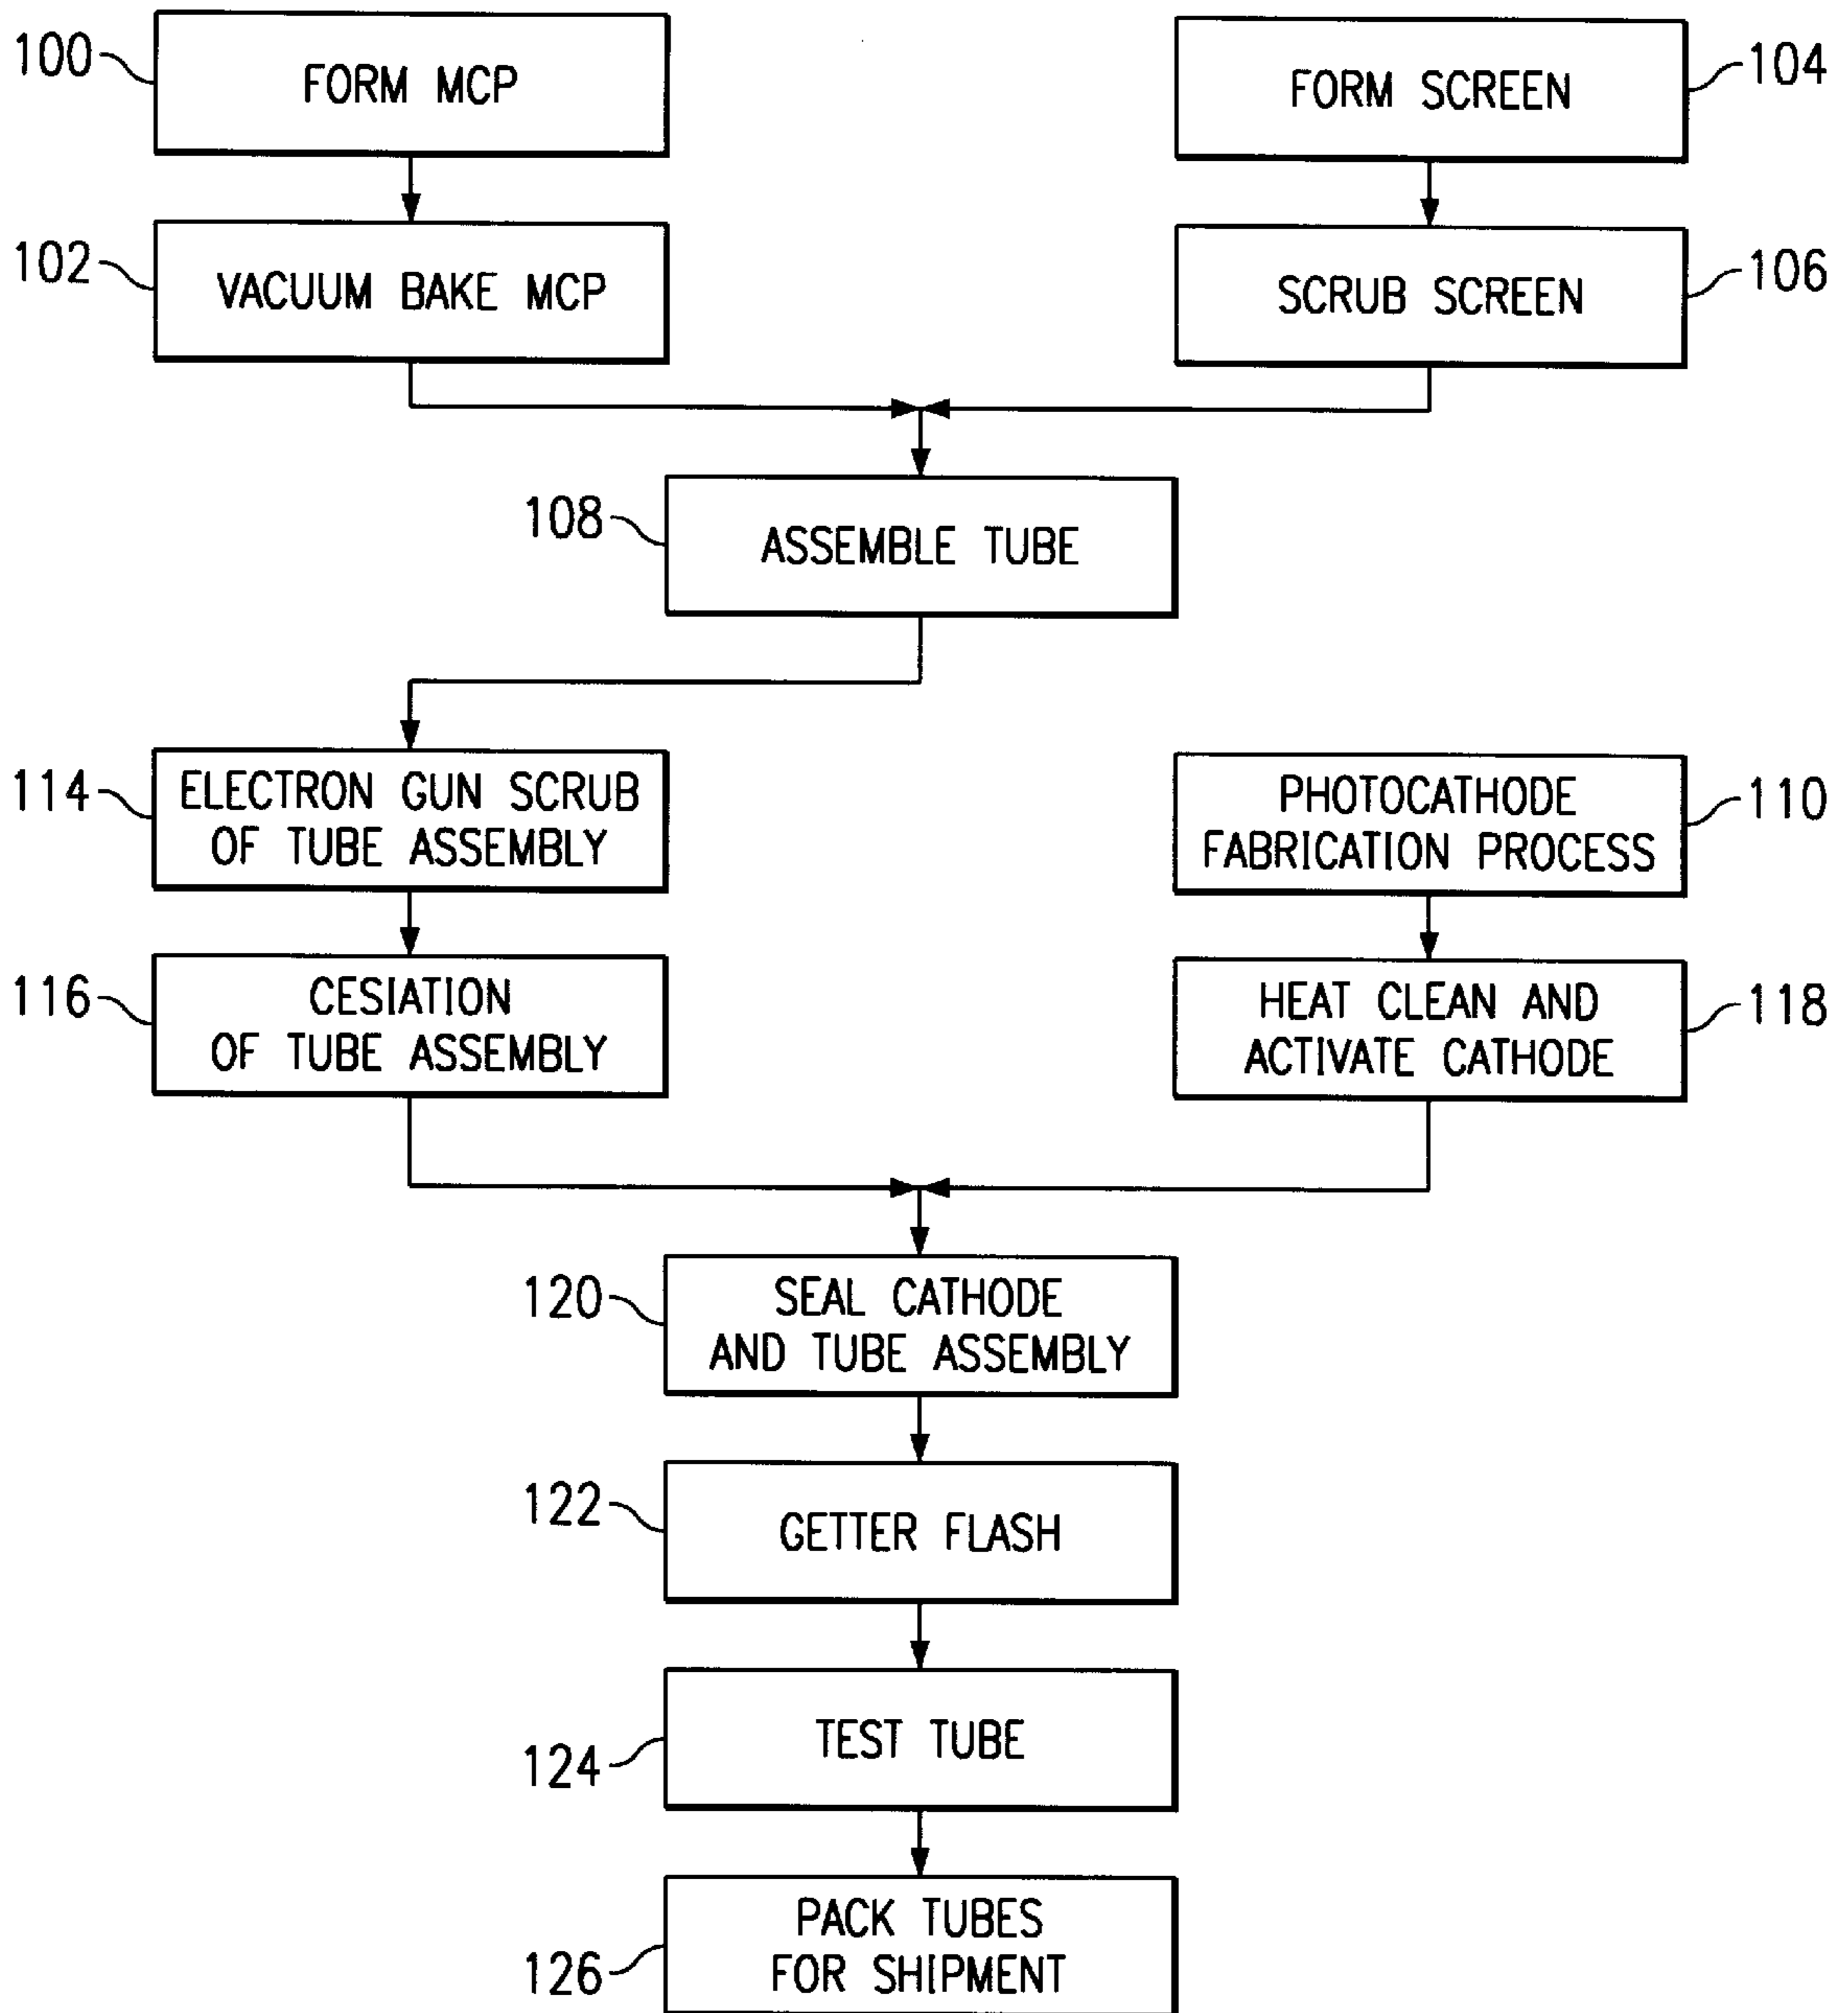 100
FORM MCP
FORM SCREEN
104
102
VACUUM BAKE MCP
SCRUB SCREEN
106
108
ASSEMBLE TUBE
114
ELECTRON GUN SCRUB
OF TUBE ASSEMBLY
PHOTOCATHODE
FABRICATION PROCESS
110
116
CESIATION
OF TUBE ASSEMBLY
HEAT CLEAN AND
ACTIVATE CATHODE
118
120
SEAL CATHODE
AND TUBE ASSEMBLY
122
GETTER FLASH
124
TEST TUBE
126
PACK TUBES
FOR SHIPMENT